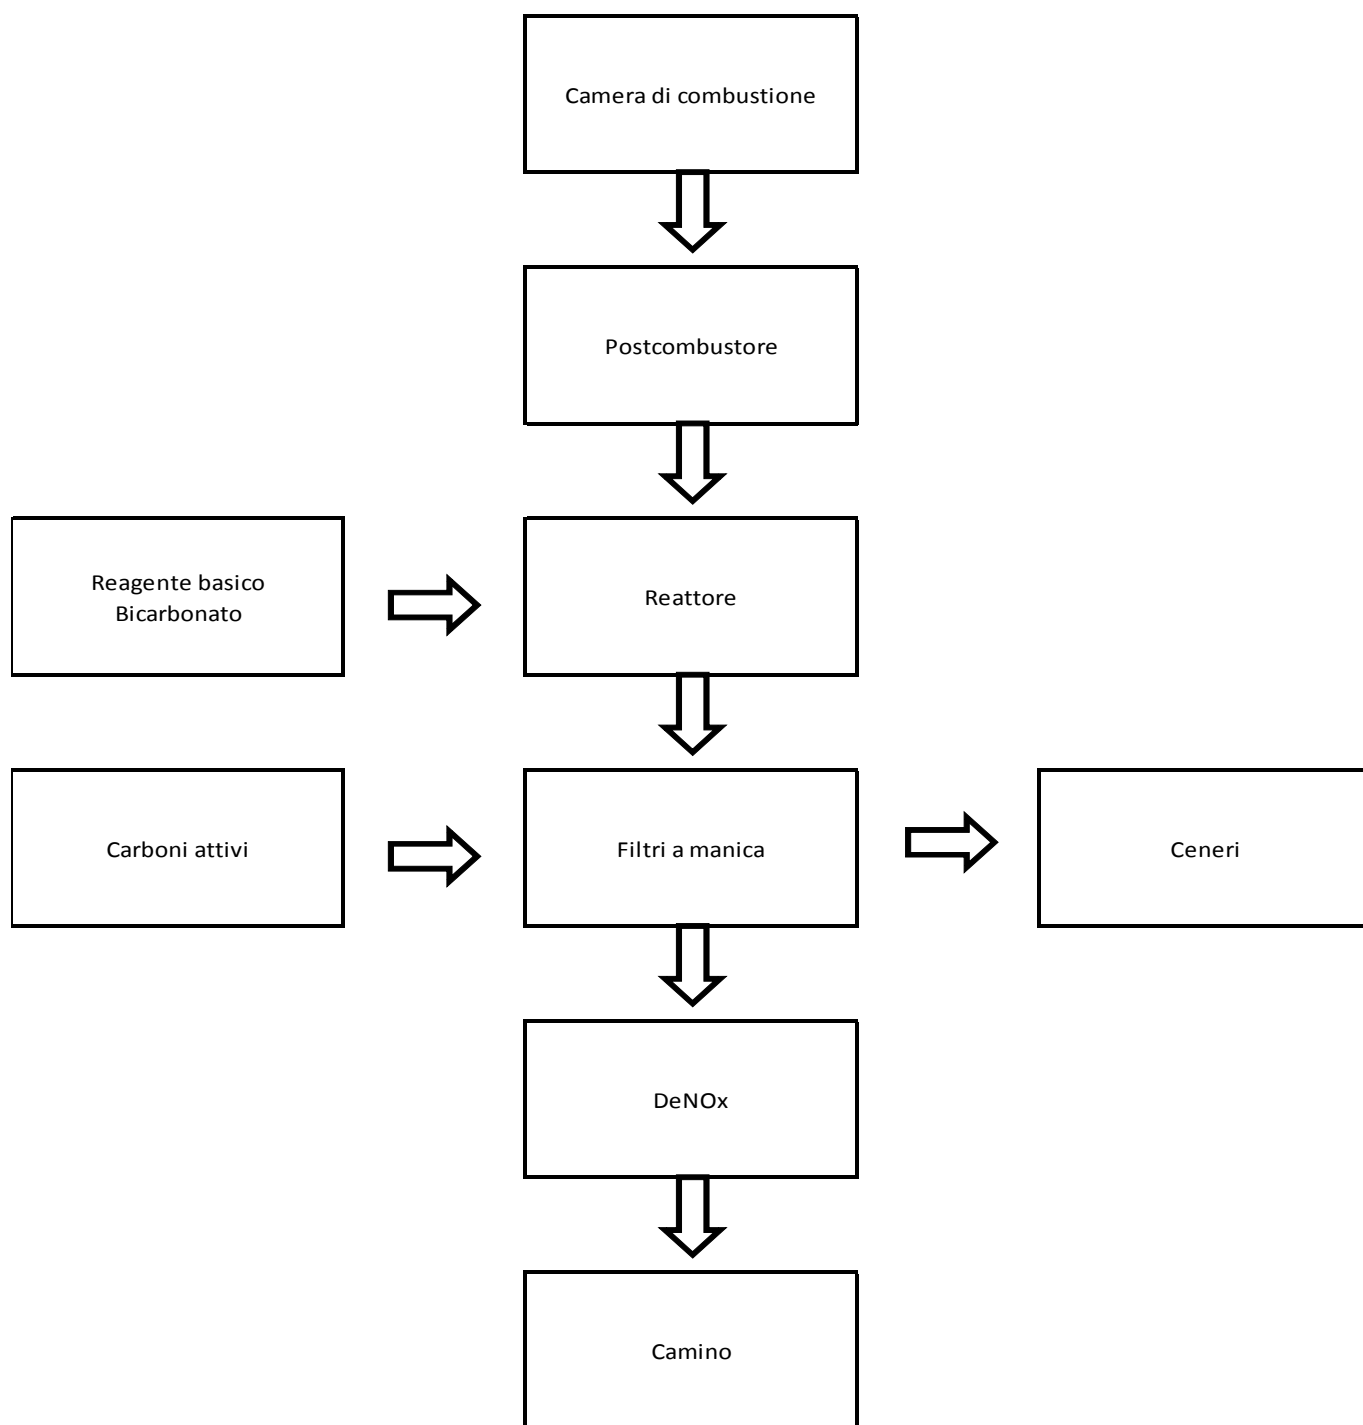 Camera di combustione
Postcombustore
Reagente basico
Bicarbonato
Reattore
Carboni attivi
Filtri a manica
Ceneri
DeNOx
Camino